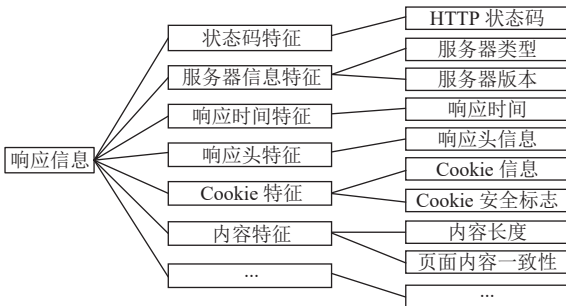 响应信息
状态码特征
服务器信息特征
响应时间特征
响应头特征
Cookie 特征
内容特征
...
HTTP 状态码
服务器类型
服务器版本
响应时间
响应头信息
Cookie 信息
Cookie 安全标志
内容长度
页面内容一致性
...